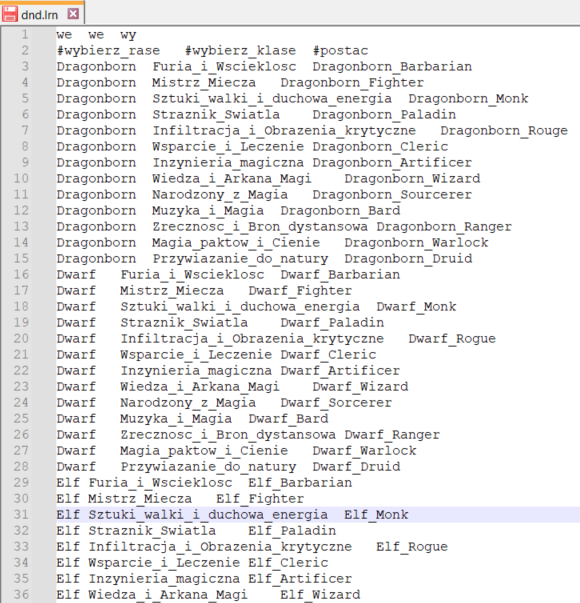 dnd.lrn
1 we we wy
2 #wybierz_rase #wybierz_klase #postac
3 Dragonborn Furia_i_Wscieklosc Dragonborn_Barbarian
4 Dragonborn Mistrz_Miecza Dragonborn_Fighter
5 Dragonborn Sztuki_walki_i_duchowa_energia Dragonborn_Monk
6 Dragonborn Straznik_Swiatla Dragonborn_Paladin
7 Dragonborn Infiltracja_i_Obrazenia_krytyczne Dragonborn_Rouge
8 Dragonborn Wsparcie_i_Leczenie Dragonborn_Cleric
9 Dragonborn Inzynieria_magiczna Dragonborn_Artificer
10 Dragonborn Wiedza_i_Arkana_Magi Dragonborn_Wizard
11 Dragonborn Narodzony_z_Magia Dragonborn_Sourcerer
12 Dragonborn Muzyka_i_Magia Dragonborn_Bard
13 Dragonborn Zrecznosc_i_Bron_dystansowa Dragonborn_Ranger
14 Dragonborn Magia_paktow_i_Cienie Dragonborn_Warlock
15 Dragonborn Przywiazanie_do_natury Dragonborn_Druid
16 Dwarf Furia_i_Wscieklosc Dwarf_Barbarian
17 Dwarf Mistrz_Miecza Dwarf_Fighter
18 Dwarf Sztuki_walki_i_duchowa_energia Dwarf_Monk
19 Dwarf Straznik_Swiatla Dwarf_Paladin
20 Dwarf Infiltracja_i_Obrazenia_krytyczne Dwarf_Rogue
21 Dwarf Wsparcie_i_Leczenie Dwarf_Cleric
22 Dwarf Inzynieria_magiczna Dwarf_Artificer
23 Dwarf Wiedza_i_Arkana_Magi Dwarf_Wizard
24 Dwarf Narodzony_z_Magia Dwarf_Sorcerer
25 Dwarf Muzyka_i_Magia Dwarf_Bard
26 Dwarf Zrecznosc_i_Bron_dystansowa Dwarf_Ranger
27 Dwarf Magia_paktow_i_Cienie Dwarf_Warlock
28 Dwarf Przywiazanie_do_natury Dwarf_Druid
29 Elf Furia_i_Wscieklosc Elf_Barbarian
30 Elf Mistrz_Miecza Elf_Fighter
31 Elf Sztuki_walki_i_duchowa_energia Elf_Monk
32 Elf Straznik_Swiatla Elf_Paladin
33 Elf Infiltracja_i_Obrazenia_krytyczne Elf_Rogue
34 Elf Wsparcie_i_Leczenie Elf_Cleric
35 Elf Inzynieria_magiczna Elf_Artificer
36 Elf Wiedza_i_Arkana_Magi Elf_Wizard